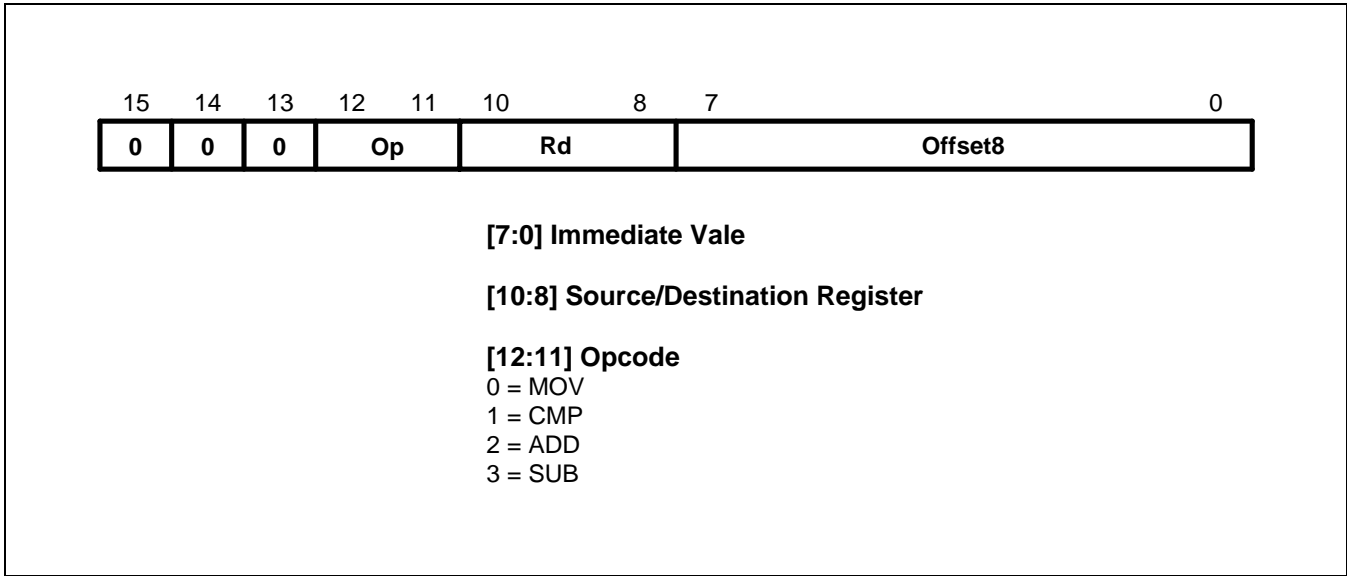 15 14 13 12 11 10 8 7 0
0 0 0 Op Rd Offset8
[7:0] Immediate Vale
[10:8] Source/Destination Register
[12:11] Opcode
0 = MOV
1 = CMP
2 = ADD
3 = SUB